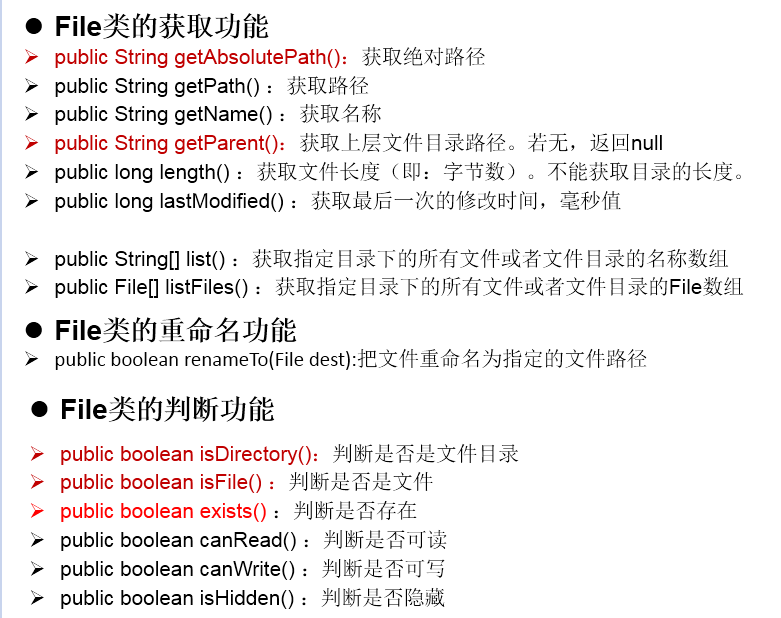 ● File类的获取功能
➢ public String getAbsolutePath()：获取绝对路径
➢ public String getPath() ：获取路径
➢ public String getName() ：获取名称
➢ public String getParent()：获取上层文件目录路径。若无，返回null
➢ public long length() ：获取文件长度（即：字节数）。不能获取目录的长度。
➢ public long lastModified() ：获取最后一次的修改时间，毫秒值
➢ public String[] list() ：获取指定目录下的所有文件或者文件目录的名称数组
➢ public File[] listFiles() ：获取指定目录下的所有文件或者文件目录的File数组
● File类的重命名功能
➢ public boolean renameTo(File dest):把文件重命名为指定的文件路径
● File类的判断功能
➢ public boolean isDirectory()：判断是否是文件目录
➢ public boolean isFile() ：判断是否是文件
➢ public boolean exists() ：判断是否存在
➢ public boolean canRead() ：判断是否可读
➢ public boolean canWrite() ：判断是否可写
➢ public boolean isHidden() ：判断是否隐藏